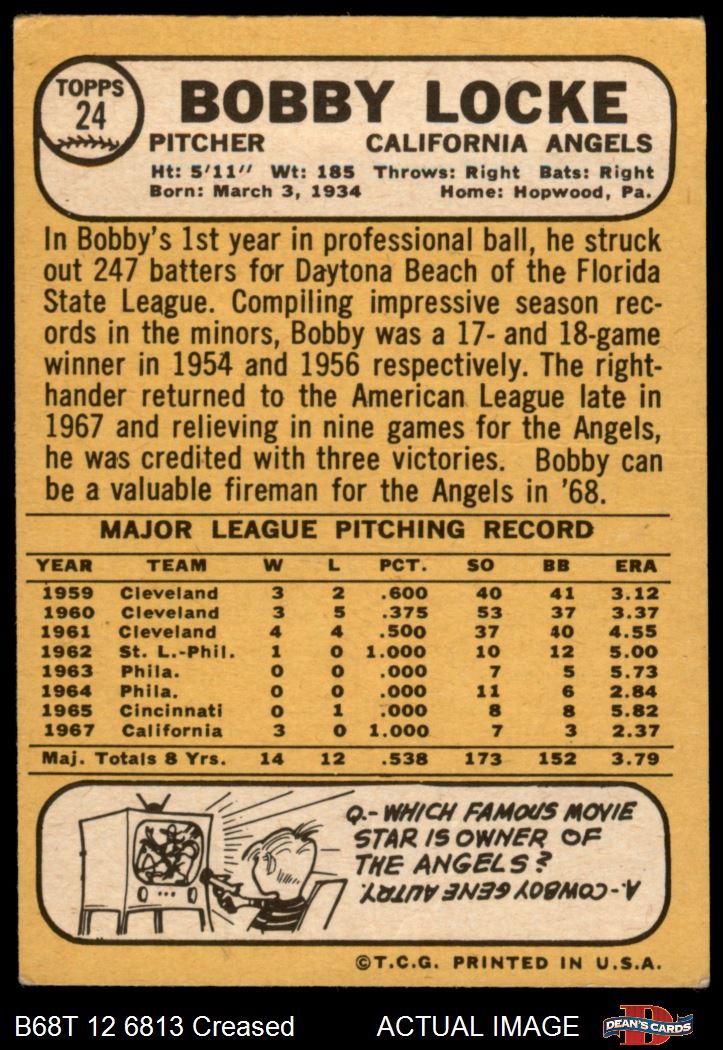 TOPPS
24
BOBBY LOCKE
PITCHER CALIFORNIA ANGELS
Ht: 5'11" Wt: 185 Throws: Right Bats: Right
Born: March 3, 1934 Home: Hopwood, Pa.
In Bobby's 1st year in professional ball, he struck
out 247 batters for Daytona Beach of the Florida
State League. Compiling impressive season rec-
ords in the minors, Bobby was a 17- and 18-game
winner in 1954 and 1956 respectively. The right-
hander returned to the American League late in
1967 and relieving in nine games for the Angels,
he was credited with three victories. Bobby can
be a valuable fireman for the Angels in '68.
MAJOR LEAGUE PITCHING RECORD
YEAR TEAM W L PCT. SO BB ERA
1959 Cleveland 3 2 .600 40 41 3.12
1960 Cleveland 3 5 .375 53 37 3.37
1961 Cleveland 4 4 .500 37 40 4.55
1962 St. L.-Phil. 1 0 1.000 10 12 5.00
1963 Phila. 0 0 .000 7 5 5.73
1964 Phila. 0 0 .000 11 6 2.84
1965 Cincinnati 0 1 .000 8 8 5.82
1967 California 3 0 1.000 7 3 2.37
Maj. Totals 8 Yrs. 14 12 .538 173 152 3.79
Q.- WHICH FAMOUS MOVIE
STAR IS OWNER OF
THE ANGELS?
A.- COWBOY GENE AUTRY.
©T.C.G. PRINTED IN U.S.A.
B68T 12 6813 Creased ACTUAL IMAGE
D
DEAN'S CARDS